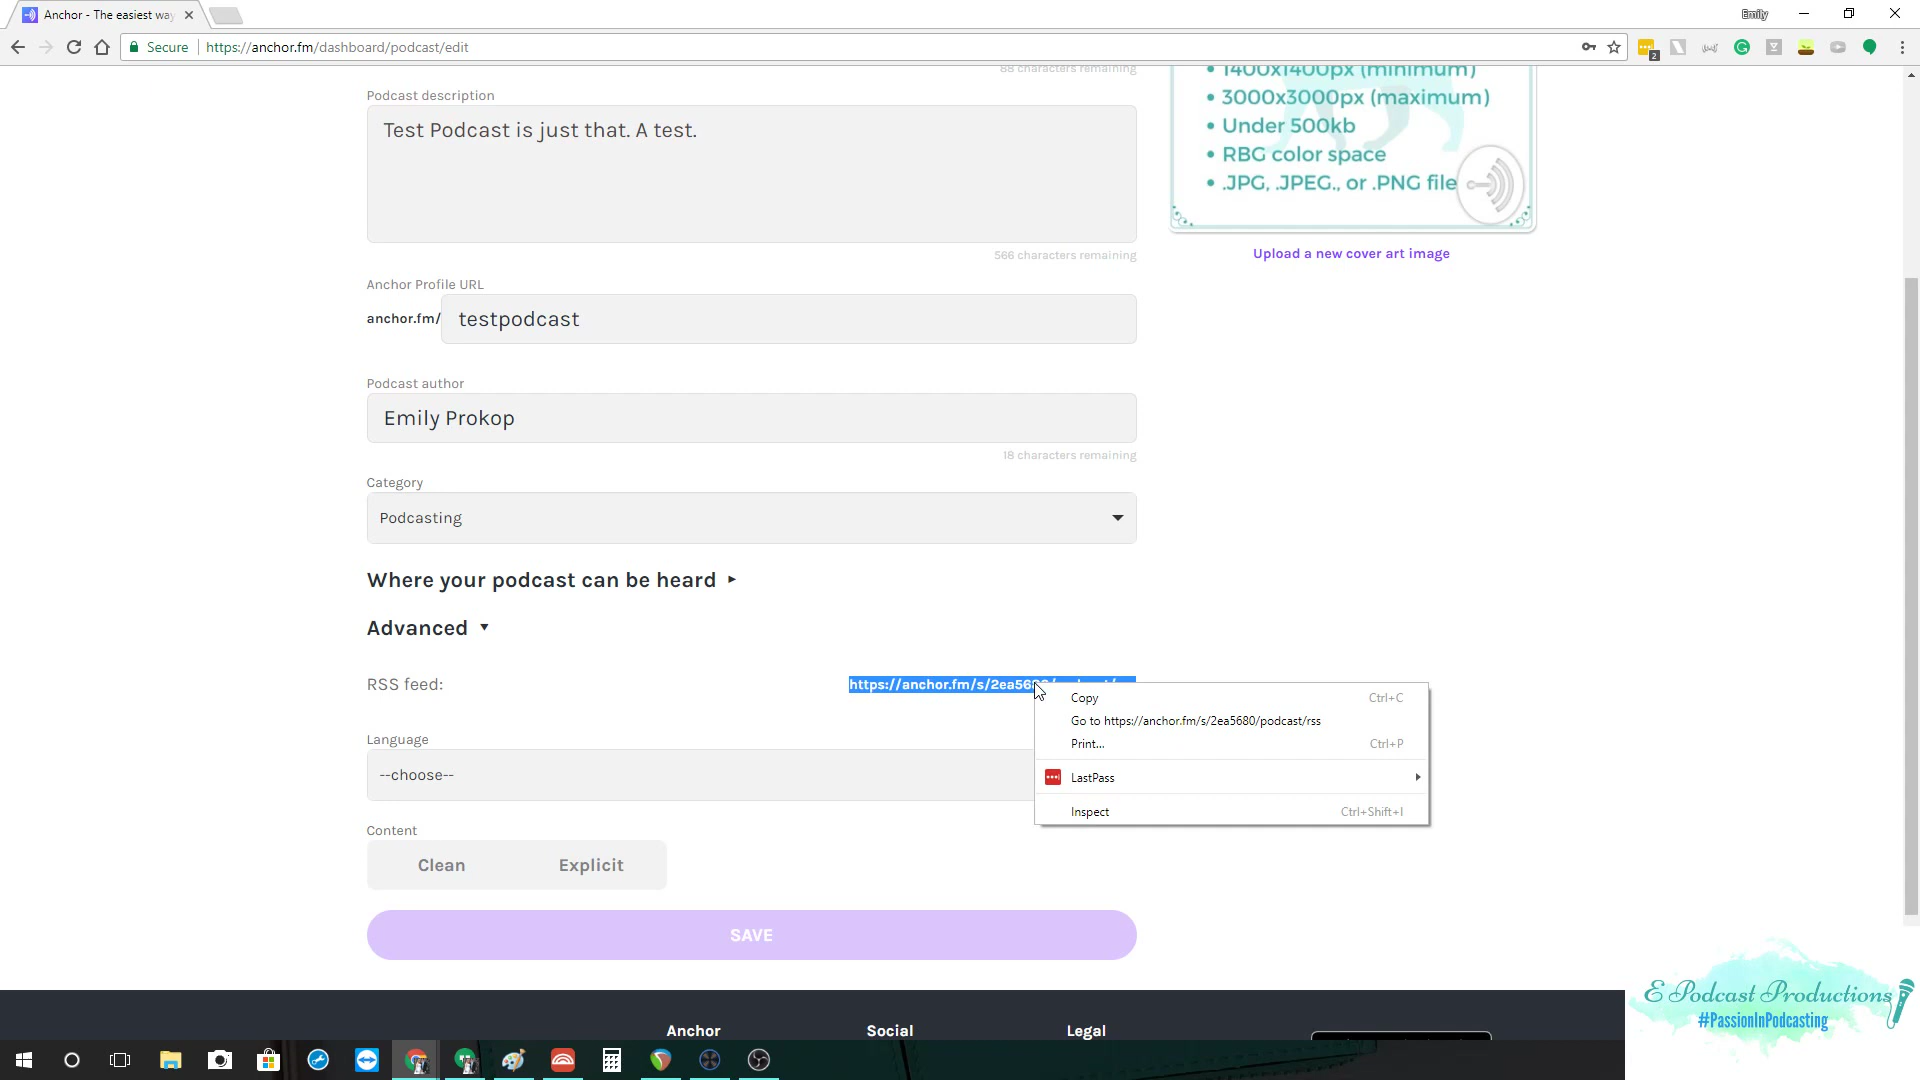 Anchor - The easiest way
Emily
Secure
https://anchor.fm/dashboard/podcast/edit
2
88 characters remaining
• 1400x1400px (minimum)
Podcast description
• 3000x3000px (maximum)
Test Podcast is just that. A test.
• Under 500kb
• RBG color space
• .JPG, .JPEG., or .PNG file
566 characters remaining
Upload a new cover art image
Anchor Profile URL
anchor.fm/ testpodcast
Podcast author
Emily Prokop
18 characters remaining
Category
Podcasting
Where your podcast can be heard ▸
Advanced ▾
RSS feed:
https://anchor.fm/s/2ea56
Copy Ctrl+C
Go to https://anchor.fm/s/2ea5680/podcast/rss
Print... Ctrl+P
Language
--choose--
LastPass
Inspect Ctrl+Shift+I
Content
Clean Explicit
SAVE
E Podcast Productions
#PassionInPodcasting
Anchor Social Legal